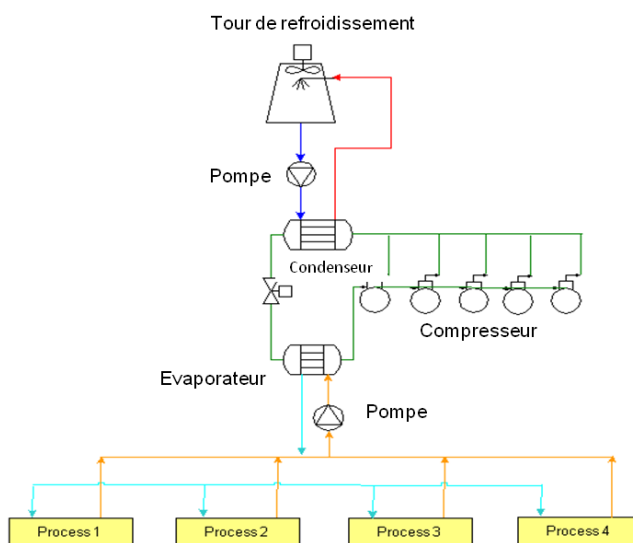 Tour de refroidissement
Pompe
Condenseur
Compresseur
Evaporateur
Pompe
Process 1
Process 2
Process 3
Process 4